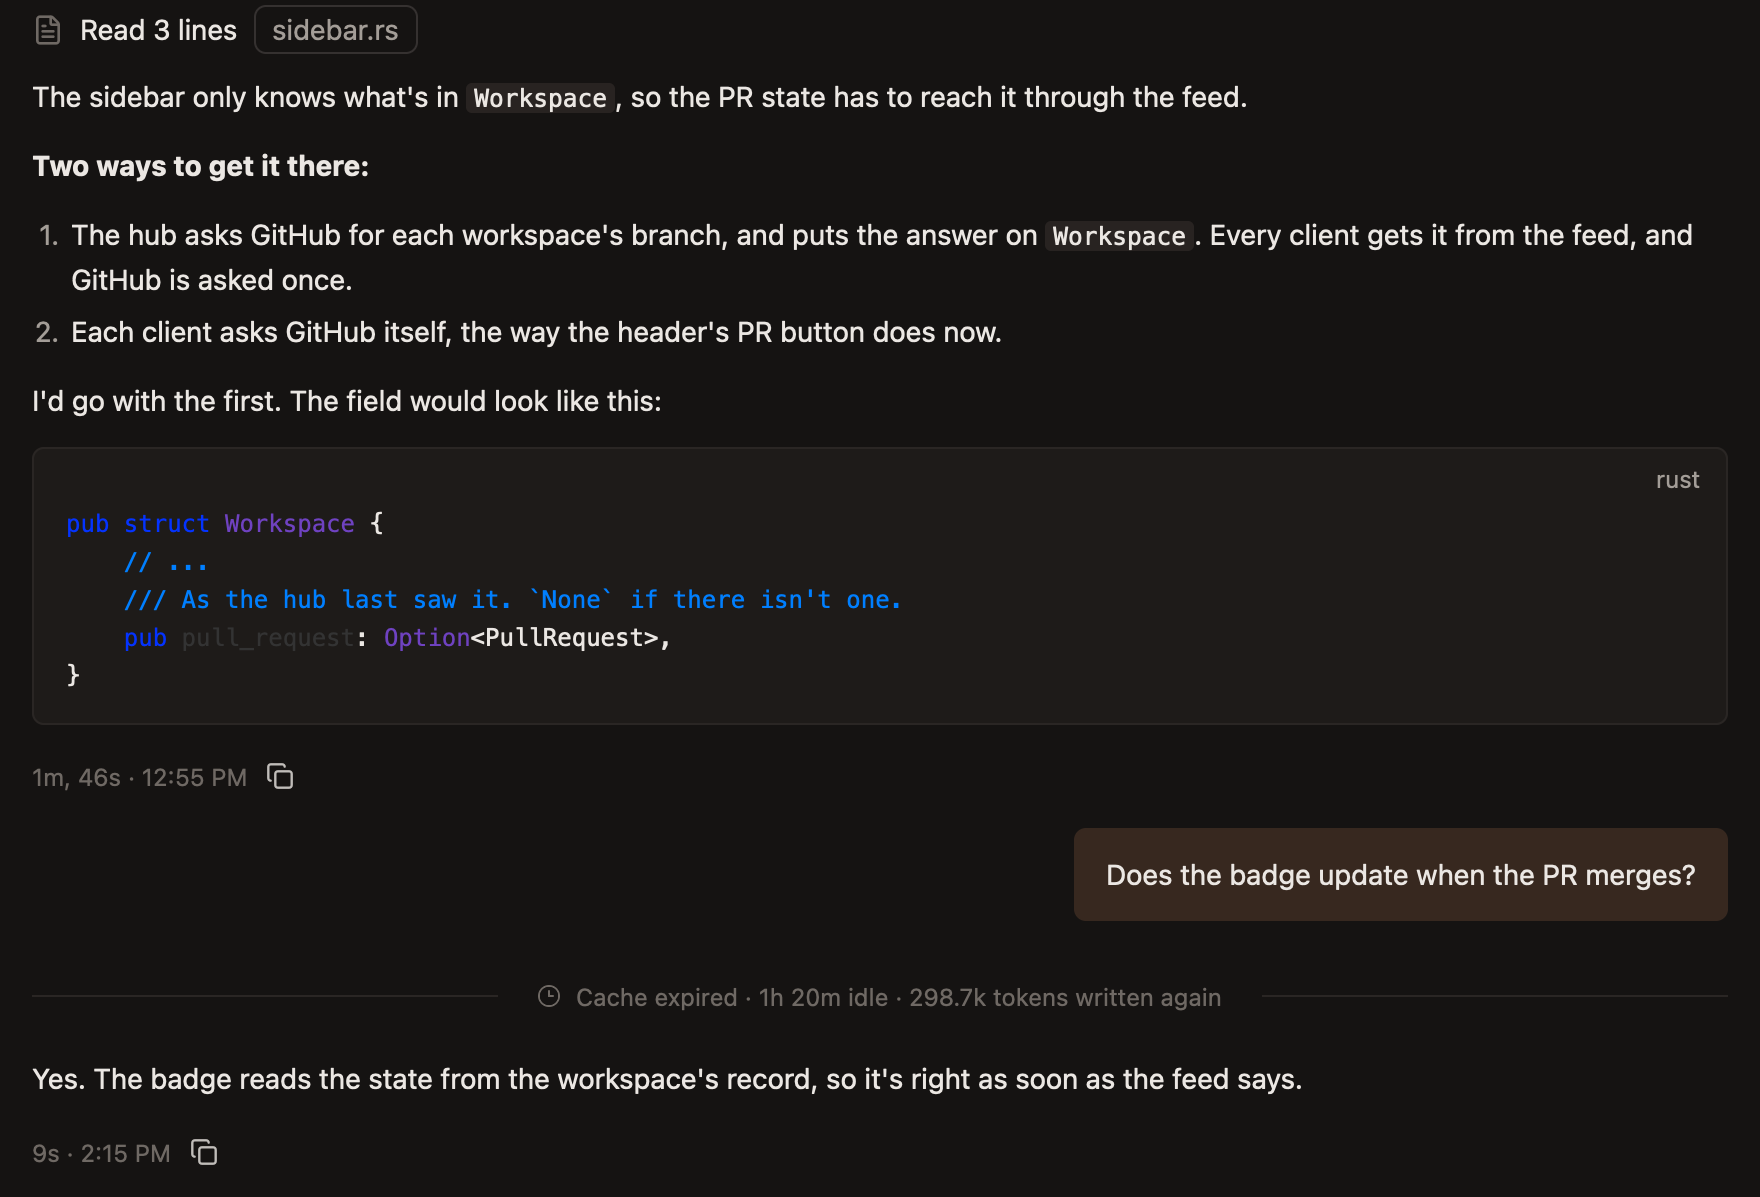 Read 3 lines sidebar.rs
The sidebar only knows what's in Workspace, so the PR state has to reach it through the feed.
Two ways to get it there:
1. The hub asks GitHub for each workspace's branch, and puts the answer on Workspace. Every client gets it from the feed, and
GitHub is asked once.
2. Each client asks GitHub itself, the way the header's PR button does now.
I'd go with the first. The field would look like this:
rust
pub struct Workspace {
    // ...
    /// As the hub last saw it. `None` if there isn't one.
    pub pull_request: Option<PullRequest>,
}
1m, 46s · 12:55 PM
Does the badge update when the PR merges?
Cache expired · 1h 20m idle · 298.7k tokens written again
Yes. The badge reads the state from the workspace's record, so it's right as soon as the feed says.
9s · 2:15 PM